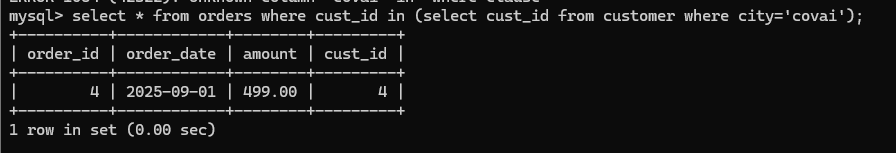 mysql> select * from orders where cust_id in (select cust_id from customer where city='covai');
+----------+------------+--------+---------+
| order_id | order_date | amount | cust_id |
+----------+------------+--------+---------+
|        4 | 2025-09-01 | 499.00 |       4 |
+----------+------------+--------+---------+
1 row in set (0.00 sec)